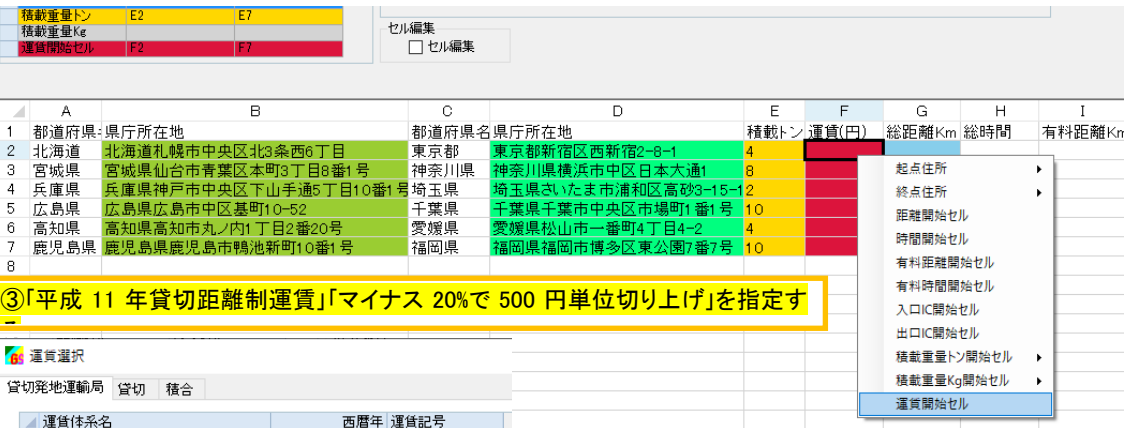 積載重量トン E2 E7
積載重量Kg
運賃開始セル F2 F7
セル編集
セル編集
A B C D E F G H I
1 都道府県 県庁所在地 都道府県名 県庁所在地 積載トン 運賃(円) 総距離Km 総時間 有料距離Km
2 北海道 北海道札幌市中央区北3条西6丁目 東京都 東京都新宿区西新宿2-8-1 4
3 宮城県 宮城県仙台市青葉区本町3丁目8番1号 神奈川県 神奈川県横浜市中区日本大通1 8
4 兵庫県 兵庫県神戸市中央区下山手通5丁目10番1号 埼玉県 埼玉県さいたま市浦和区高砂3-15-1 2
5 広島県 広島県広島市中区基町10-52 千葉県 千葉県千葉市中央区市場町1番1号 10
6 高知県 高知県高知市丸ノ内1丁目2番20号 愛媛県 愛媛県松山市一番町4丁目4-2 4
7 鹿児島県 鹿児島県鹿児島市鴨池新町10番1号 福岡県 福岡県福岡市博多区東公園7番7号 10
8
起点住所
終点住所
距離開始セル
時間開始セル
有料距離開始セル
有料時間開始セル
入口IC開始セル
出口IC開始セル
積載重量トン開始セル
積載重量Kg開始セル
運賃開始セル
③「平成 11 年貸切距離制運賃」「マイナス 20%で 500 円単位切り上げ」を指定す
GS 運賃選択
貸切発地運輸局 貸切 積合
運賃体系名 西暦年 運賃記号